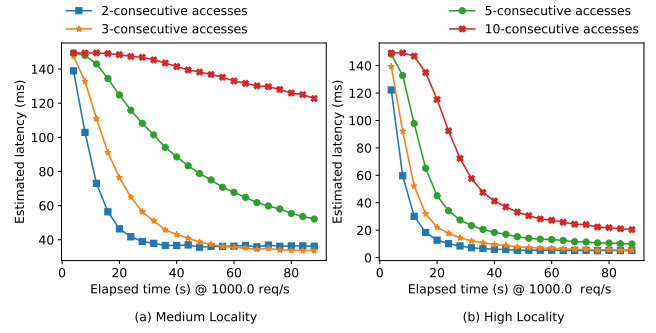 2-consecutive accesses
3-consecutive accesses
5-consecutive accesses
10-consecutive accesses
Estimated latency (ms)
140
120
100
80
60
40
0 20 40 60 80
Elapsed time (s) @ 1000.0 req/s
(a) Medium Locality
Estimated latency (ms)
140
120
100
80
60
40
20
0
0 20 40 60 80
Elapsed time (s) @ 1000.0  req/s
(b) High Locality